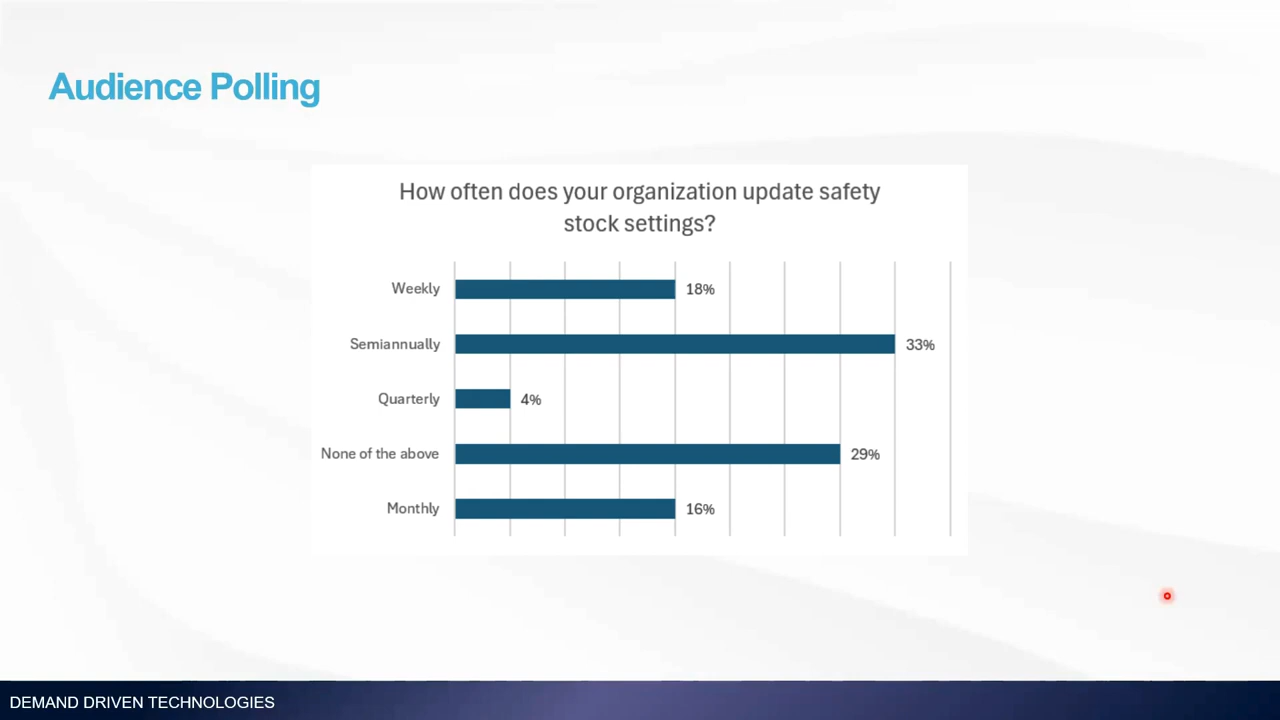 Audience Polling
How often does your organization update safety
stock settings?
Weekly 18%
Semiannually 33%
Quarterly 4%
None of the above 29%
Monthly 16%
DEMAND DRIVEN TECHNOLOGIES